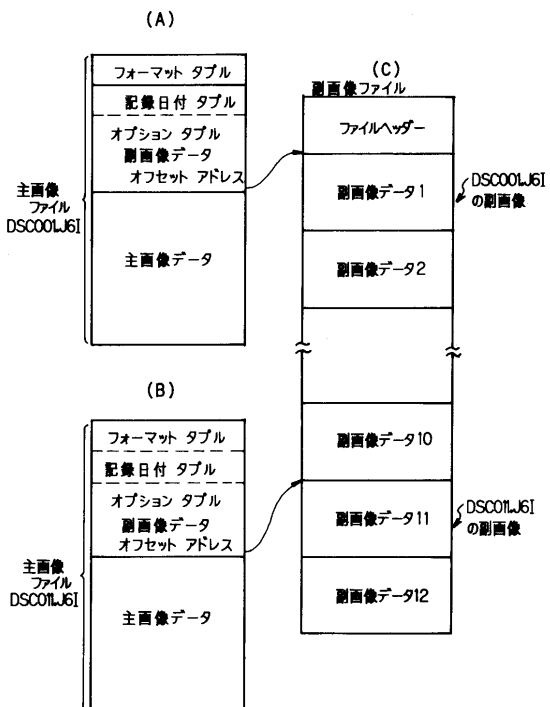 (A)
フォーマット タプル
記録日付 タプル
オプション タプル
副画像データ
オフセット アドレス
主画像
ファイル
DSC001.J6I
主画像データ
(B)
フォーマット タプル
記録日付 タプル
オプション タプル
副画像データ
オフセット アドレス
主画像
ファイル
DSC011.J6I
主画像データ
(C)
副画像ファイル
ファイルヘッダー
副画像データ1
DSC001.J6I
の副画像
副画像データ2
副画像データ10
副画像データ11
DSC011.J6I
の副画像
副画像データ12